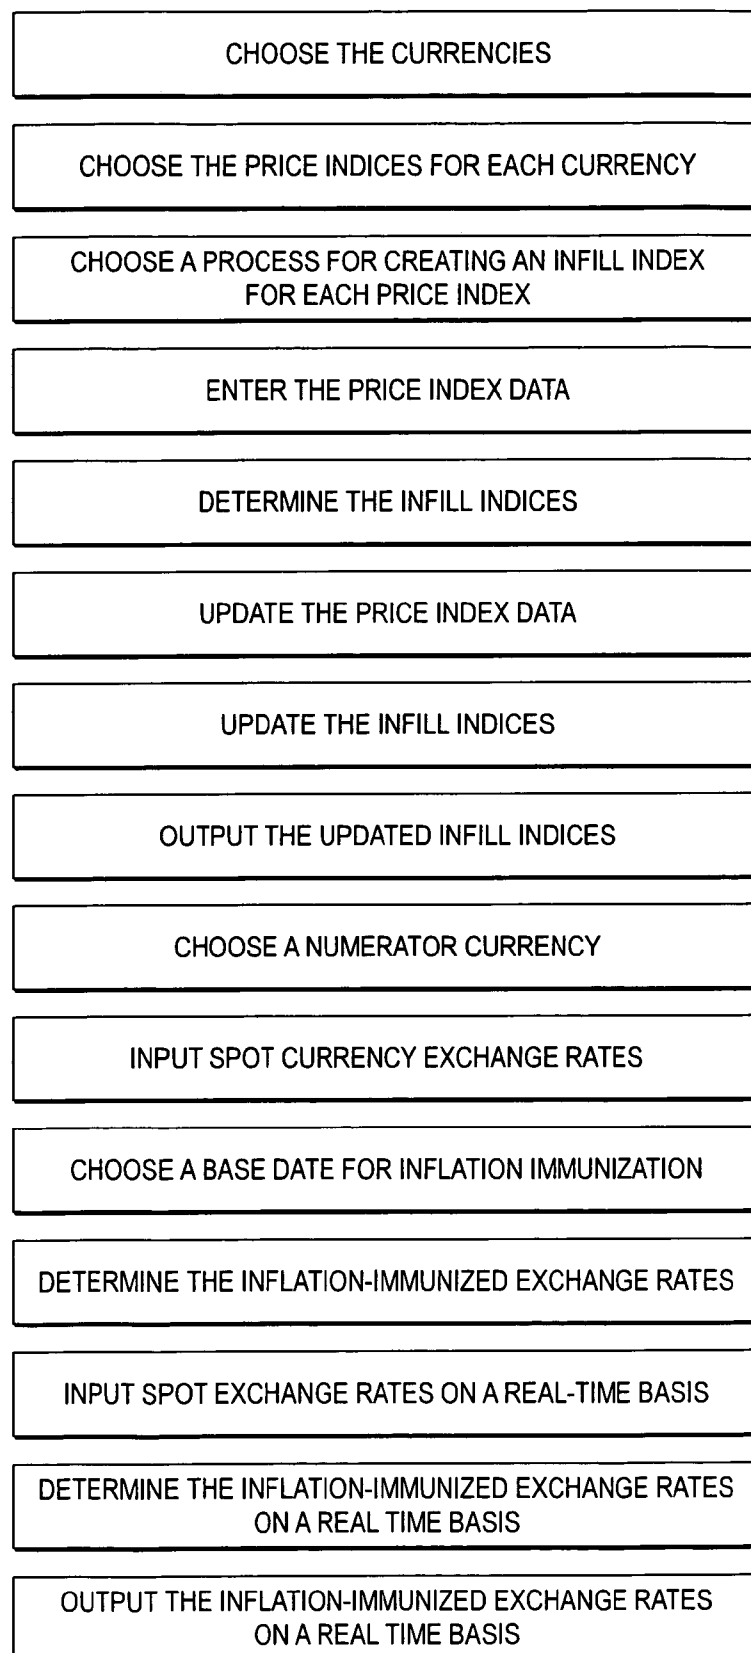 CHOOSE THE CURRENCIES
CHOOSE THE PRICE INDICES FOR EACH CURRENCY
CHOOSE A PROCESS FOR CREATING AN INFILL INDEX
FOR EACH PRICE INDEX
ENTER THE PRICE INDEX DATA
DETERMINE THE INFILL INDICES
UPDATE THE PRICE INDEX DATA
UPDATE THE INFILL INDICES
OUTPUT THE UPDATED INFILL INDICES
CHOOSE A NUMERATOR CURRENCY
INPUT SPOT CURRENCY EXCHANGE RATES
CHOOSE A BASE DATE FOR INFLATION IMMUNIZATION
DETERMINE THE INFLATION-IMMUNIZED EXCHANGE RATES
INPUT SPOT EXCHANGE RATES ON A REAL-TIME BASIS
DETERMINE THE INFLATION-IMMUNIZED EXCHANGE RATES
ON A REAL TIME BASIS
OUTPUT THE INFLATION-IMMUNIZED EXCHANGE RATES
ON A REAL TIME BASIS